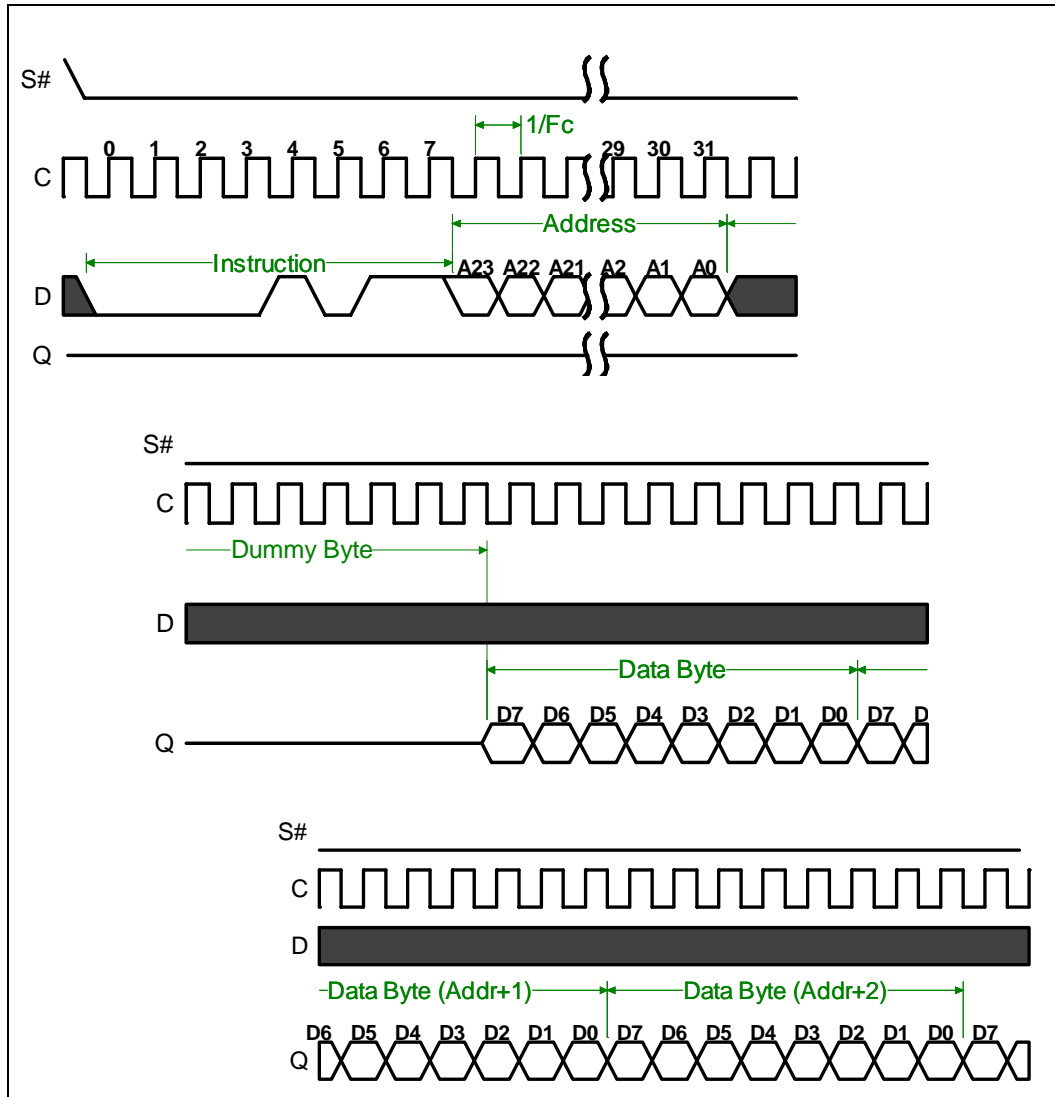 S#
1/Fc
0 1 2 3 4 5 6 7 29 30 31
C
Address
Instruction
A23 A22 A21 A2 A1 A0
D
Q
S#
C
Dummy Byte
D
Data Byte
D7 D6 D5 D4 D3 D2 D1 D0 D7 D
Q
S#
C
D
Data Byte (Addr+1) Data Byte (Addr+2)
D6 D5 D4 D3 D2 D1 D0 D7 D6 D5 D4 D3 D2 D1 D0 D7
Q